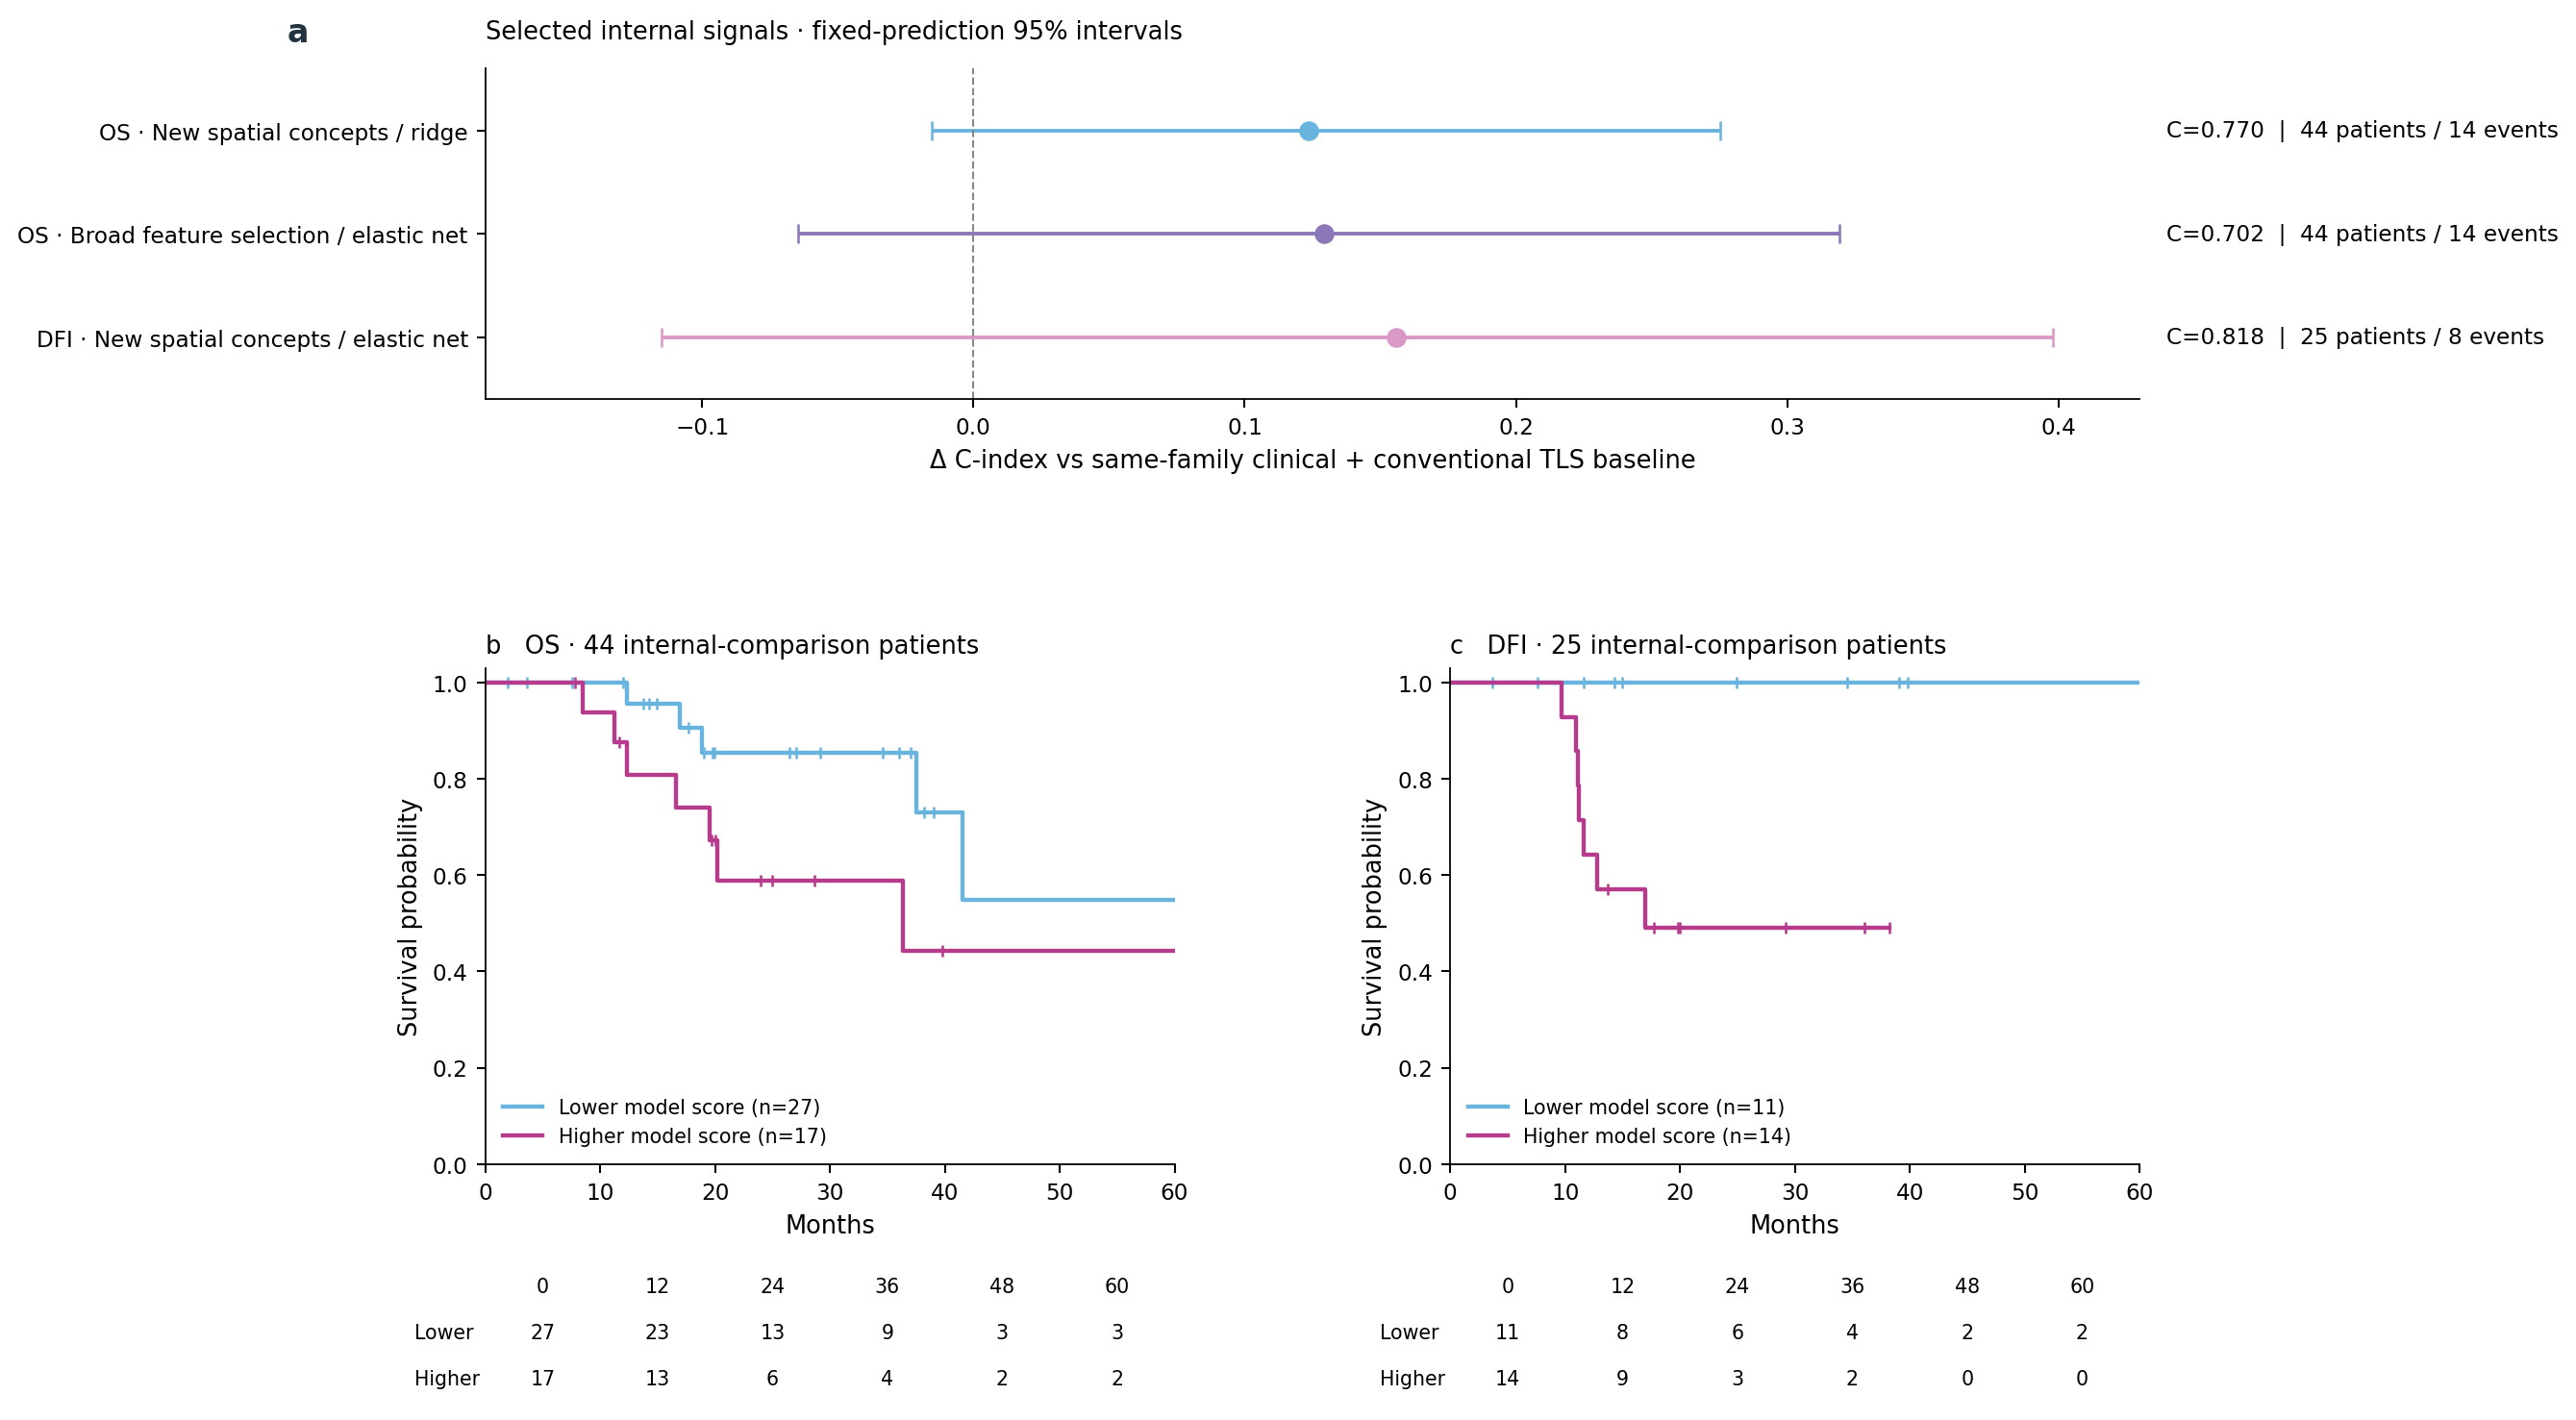 a
Selected internal signals · fixed-prediction 95% intervals
OS · New spatial concepts / ridge
C=0.770 | 44 patients / 14 events
OS · Broad feature selection / elastic net
C=0.702 | 44 patients / 14 events
DFI · New spatial concepts / elastic net
C=0.818 | 25 patients / 8 events
−0.1 0.0 0.1 0.2 0.3 0.4
Δ C-index vs same-family clinical + conventional TLS baseline
b OS · 44 internal-comparison patients
1.0
0.8
0.6
0.4
0.2
0.0
Survival probability
Lower model score (n=27)
Higher model score (n=17)
0 10 20 30 40 50 60
Months
0 12 24 36 48 60
Lower 27 23 13 9 3 3
Higher 17 13 6 4 2 2
c DFI · 25 internal-comparison patients
1.0
0.8
0.6
0.4
0.2
0.0
Survival probability
Lower model score (n=11)
Higher model score (n=14)
0 10 20 30 40 50 60
Months
0 12 24 36 48 60
Lower 11 8 6 4 2 2
Higher 14 9 3 2 0 0